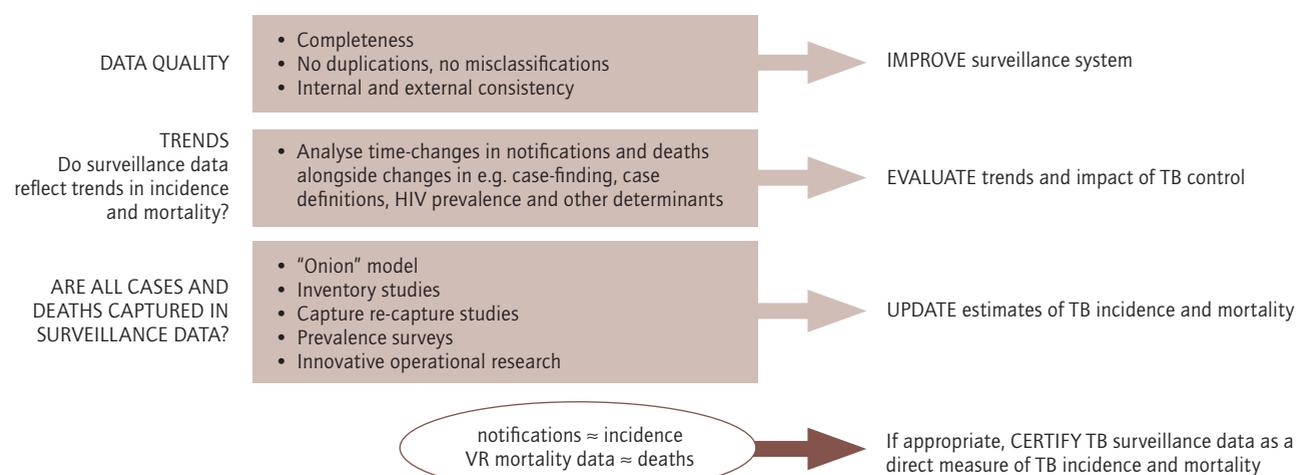 DATA QUALITY
• Completeness
• No duplications, no misclassifications
• Internal and external consistency
IMPROVE surveillance system
TRENDS
Do surveillance data
reflect trends in incidence
and mortality?
• Analyse time-changes in notifications and deaths
alongside changes in e.g. case-finding, case
definitions, HIV prevalence and other determinants
EVALUATE trends and impact of TB control
ARE ALL CASES AND
DEATHS CAPTURED IN
SURVEILLANCE DATA?
• “Onion” model
• Inventory studies
• Capture re-capture studies
• Prevalence surveys
• Innovative operational research
UPDATE estimates of TB incidence and mortality
notifications ≈ incidence
VR mortality data ≈ deaths
If appropriate, CERTIFY TB surveillance data as a
direct measure of TB incidence and mortality